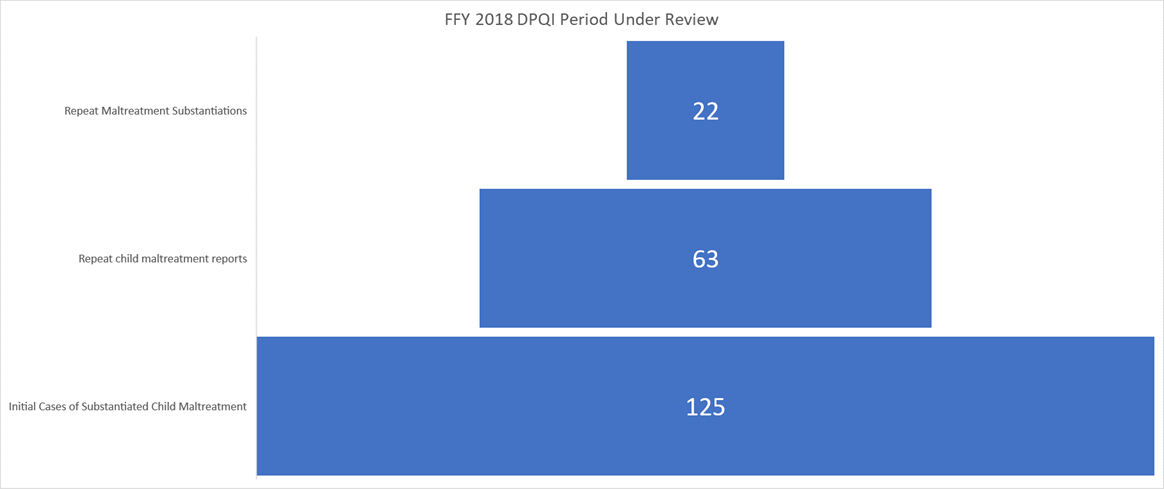 FFY 2018 DPQI Period Under Review
Repeat Maltreatment Substantiations
22
Repeat child maltreatment reports
63
Initial Cases of Substantiated Child Maltreatment
125